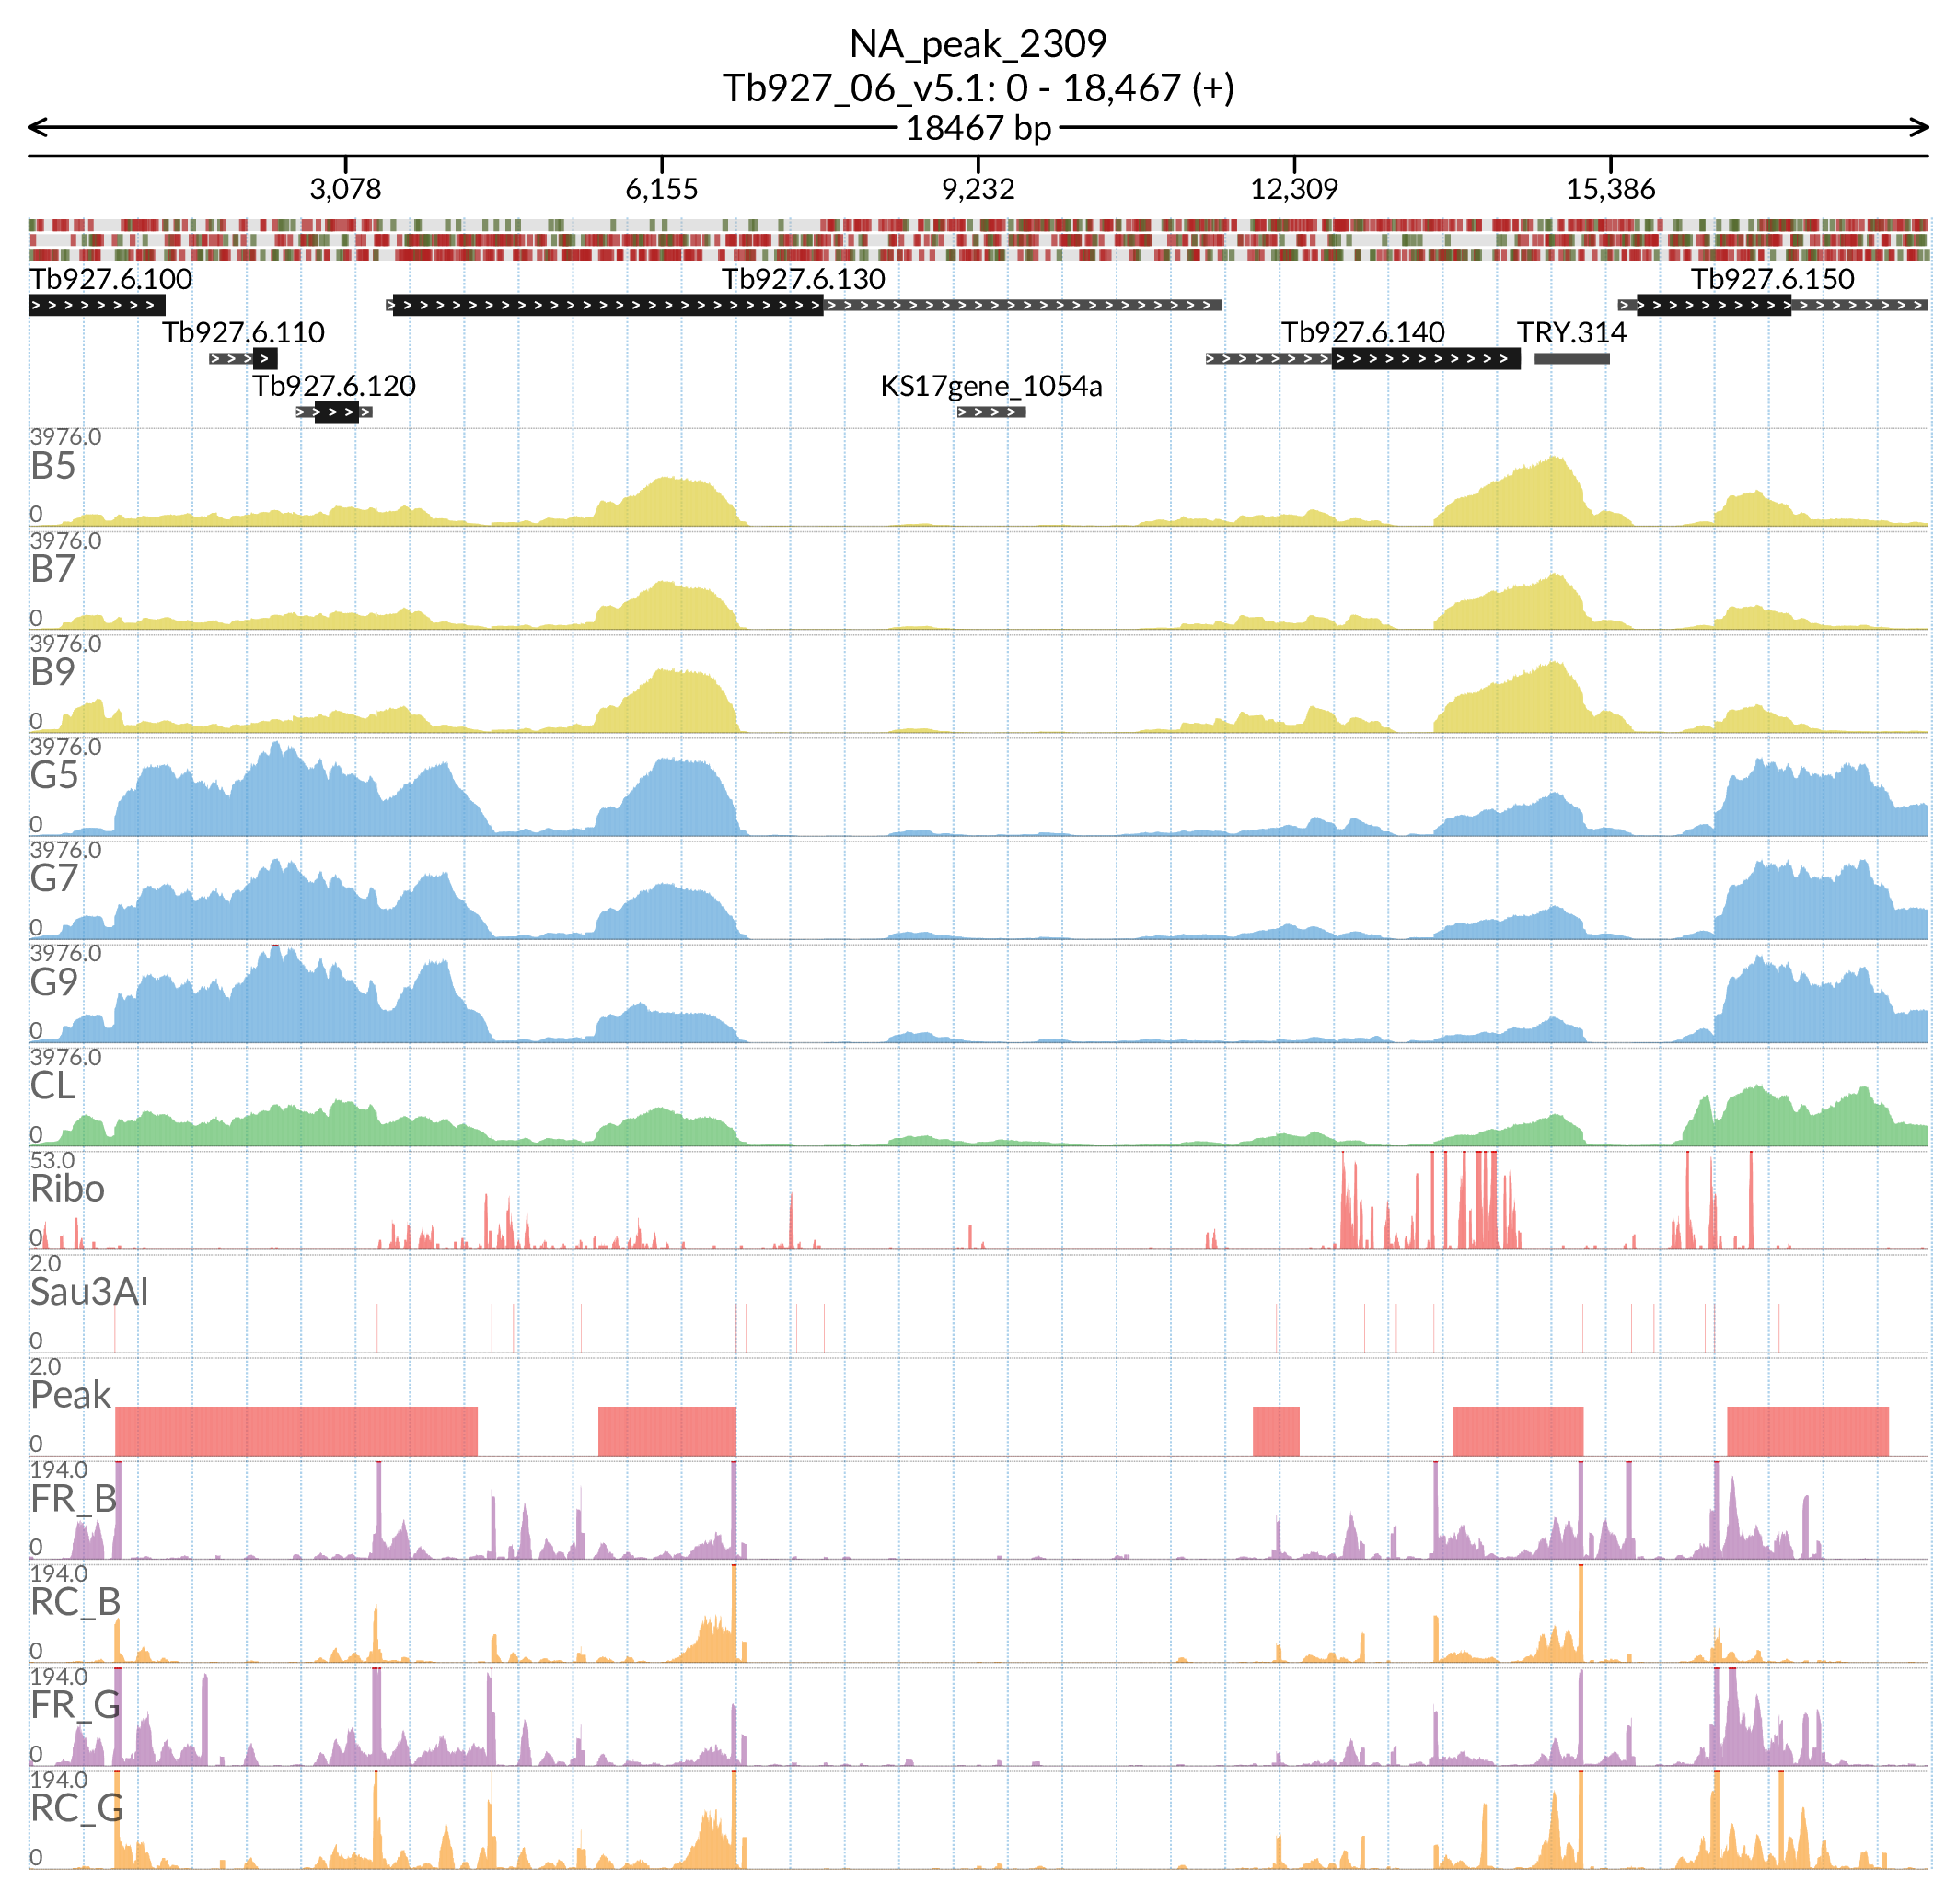 NA_peak_2309
Tb927_06_v5.1: 0 - 18,467 (+)
18467 bp
3,078 6,155 9,232 12,309 15,386
Tb927.6.100 Tb927.6.130 Tb927.6.150
Tb927.6.110 Tb927.6.140 TRY.314
Tb927.6.120 KS17gene_1054a
3976.0
B5
0
3976.0
B7
0
3976.0
B9
0
3976.0
G5
0
3976.0
G7
0
3976.0
G9
0
3976.0
CL
0
53.0
Ribo
0
2.0
Sau3AI
0
2.0
Peak
0
194.0
FR_B
0
194.0
RC_B
0
194.0
FR_G
0
194.0
RC_G
0